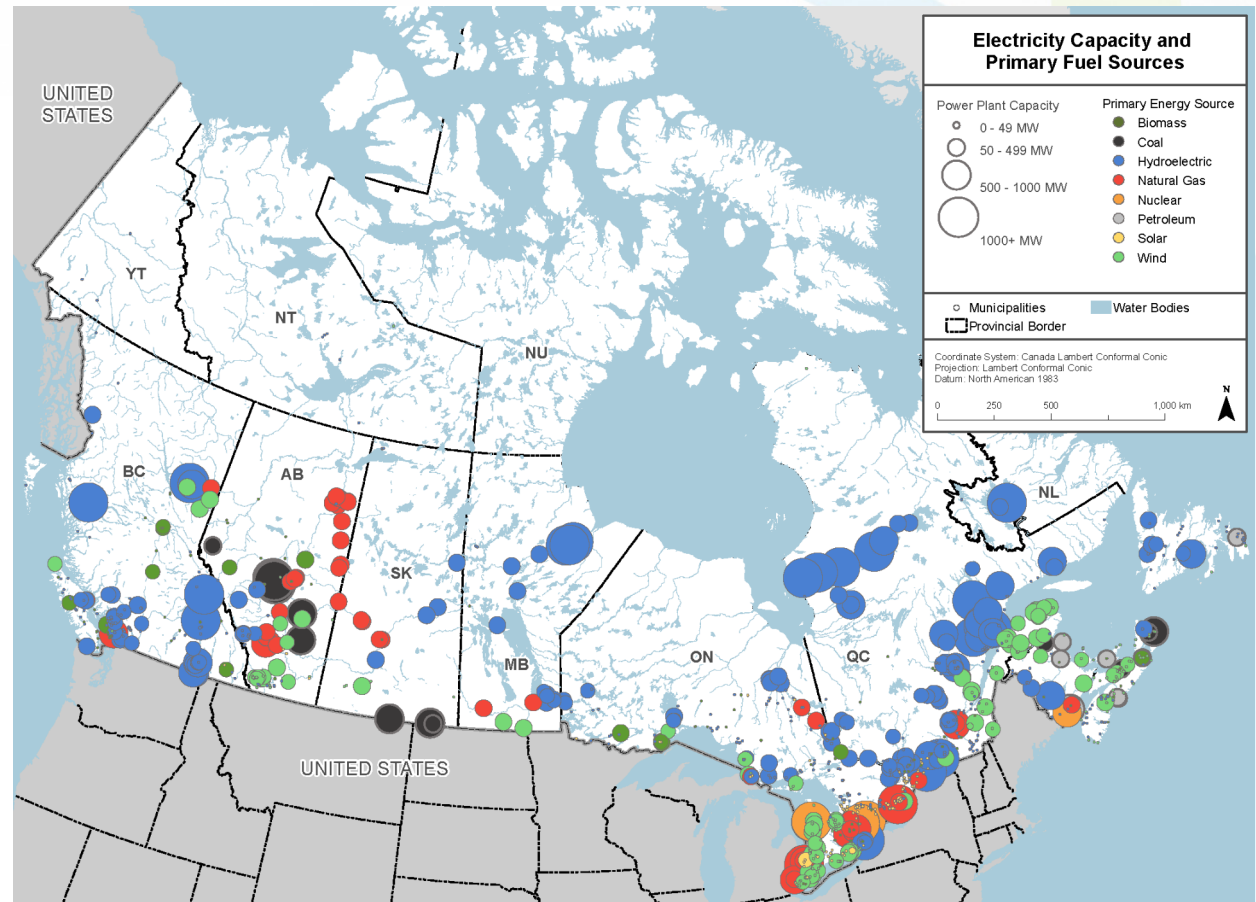 Electricity Capacity and
Primary Fuel Sources
Power Plant Capacity
0 - 49 MW
50 - 499 MW
500 - 1000 MW
1000+ MW
Primary Energy Source
Biomass
Coal
Hydroelectric
Natural Gas
Nuclear
Petroleum
Solar
Wind
Municipalities
Water Bodies
Provincial Border
Coordinate System: Canada Lambert Conformal Conic
Projection: Lambert Conformal Conic
Datum: North American 1983
N
0 250 500 1,000 km
UNITED
STATES
YT
NT
NU
BC
AB
SK
MB
ON
QC
NL
UNITED STATES